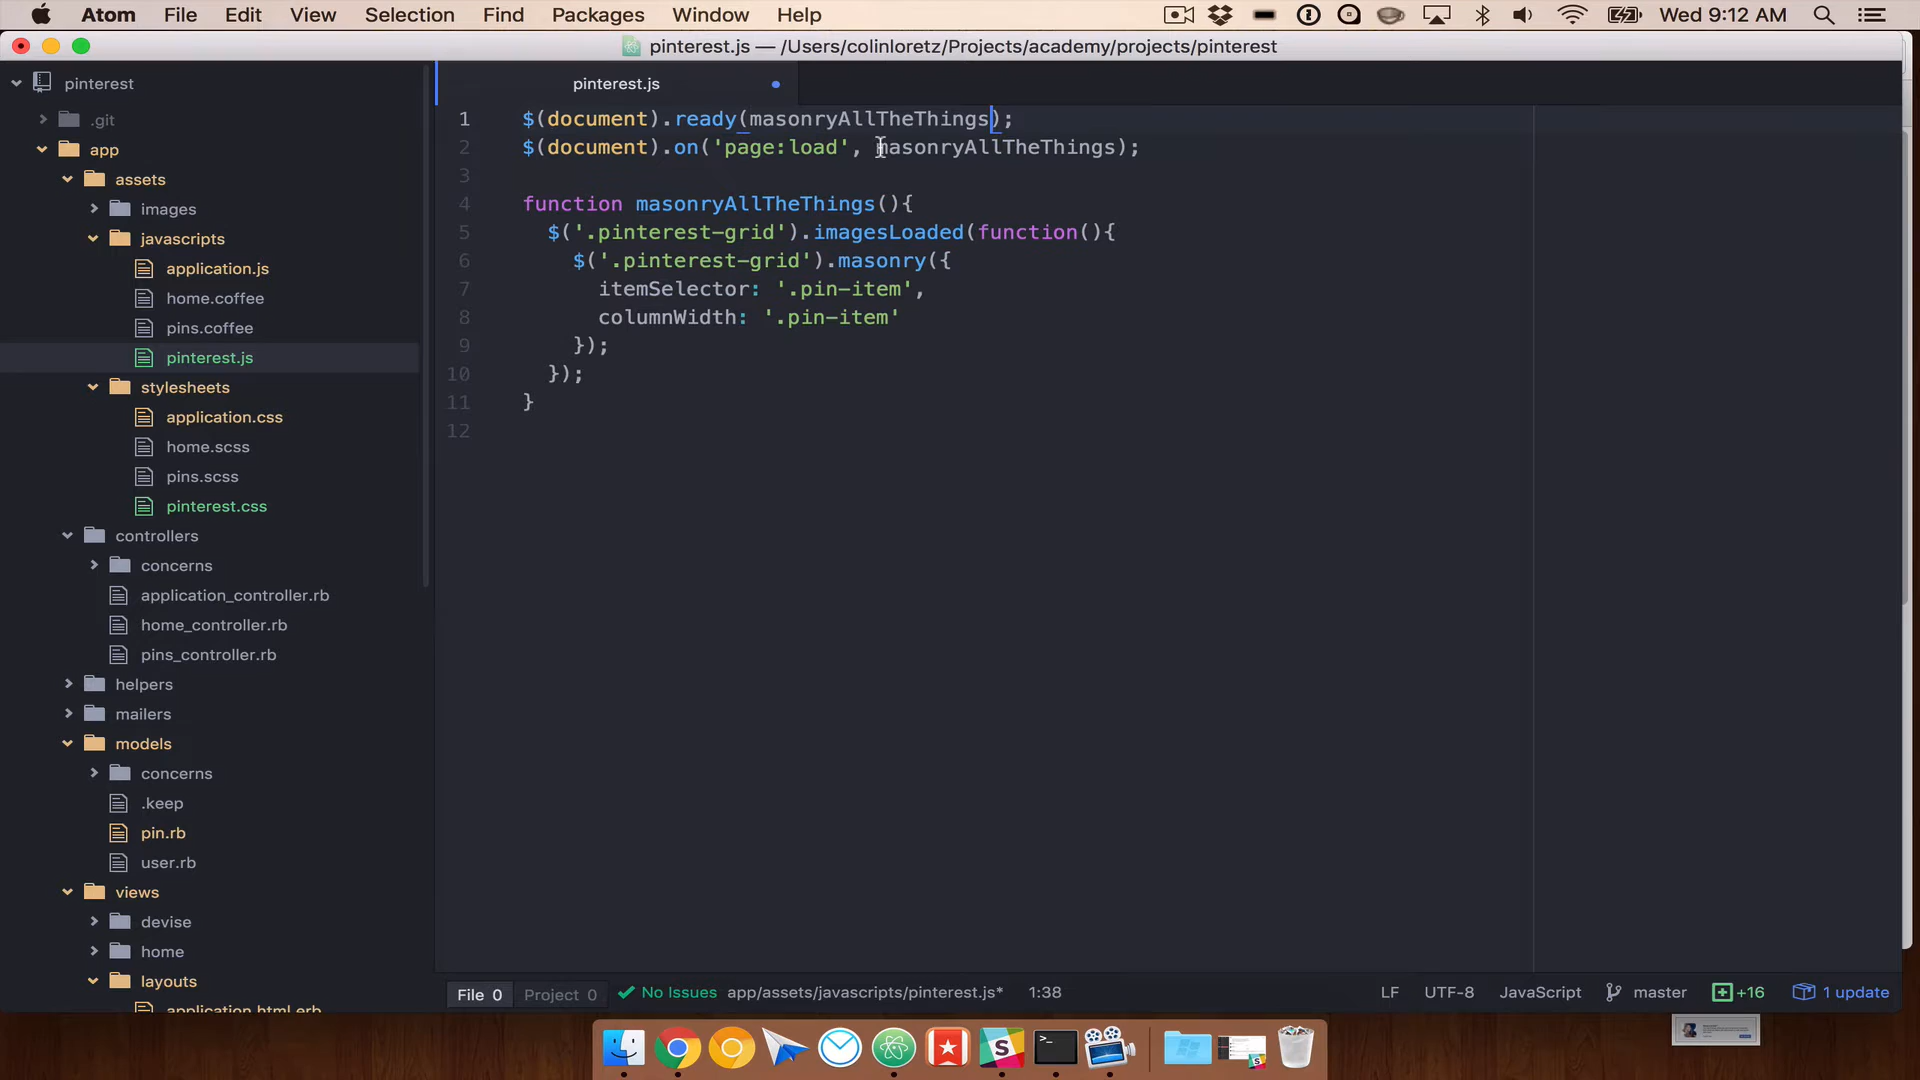 Atom File Edit View Selection Find Packages Window Help Wed 9:12 AM
pinterest.js — /Users/colinloretz/Projects/academy/projects/pinterest
pinterest
.git
app
assets
images
javascripts
application.js
home.coffee
pins.coffee
pinterest.js
stylesheets
application.css
home.scss
pins.scss
pinterest.css
controllers
concerns
application_controller.rb
home_controller.rb
pins_controller.rb
helpers
mailers
models
concerns
.keep
pin.rb
user.rb
views
devise
home
layouts
application.html.erb
pinterest.js
1 $(document).ready(masonryAllTheThings);
2 $(document).on('page:load', masonryAllTheThings);
3
4 function masonryAllTheThings(){
5 $('.pinterest-grid').imagesLoaded(function(){
6 $('.pinterest-grid').masonry({
7 itemSelector: '.pin-item',
8 columnWidth: '.pin-item'
9 });
10 });
11 }
12
File 0 Project 0 No Issues app/assets/javascripts/pinterest.js* 1:38 LF UTF-8 JavaScript master +16 1 update